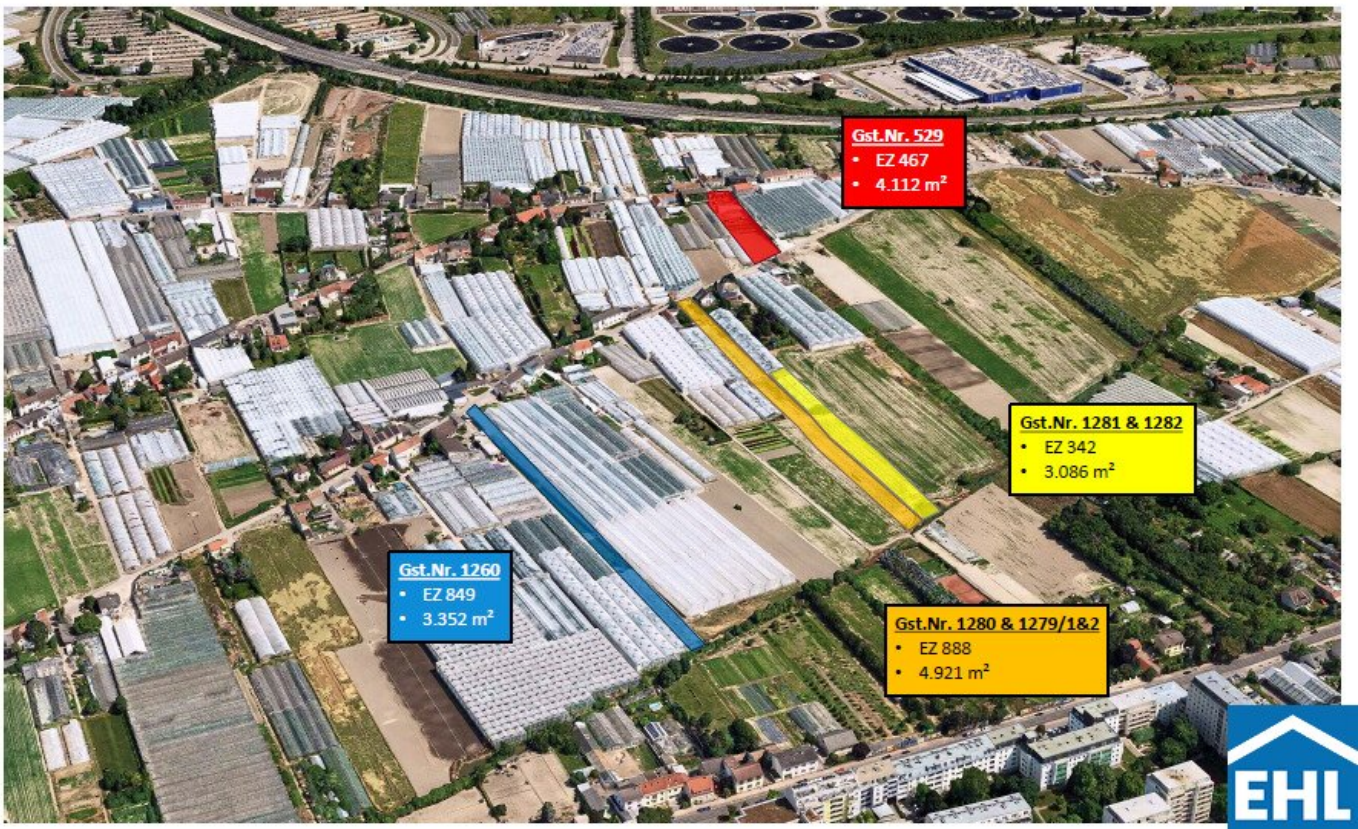 Gst.Nr. 529
• EZ 467
• 4.112 m²
Gst.Nr. 1281 & 1282
• EZ 342
• 3.086 m²
Gst.Nr. 1260
• EZ 849
• 3.352 m²
Gst.Nr. 1280 & 1279/1&2
• EZ 888
• 4.921 m²
EHL